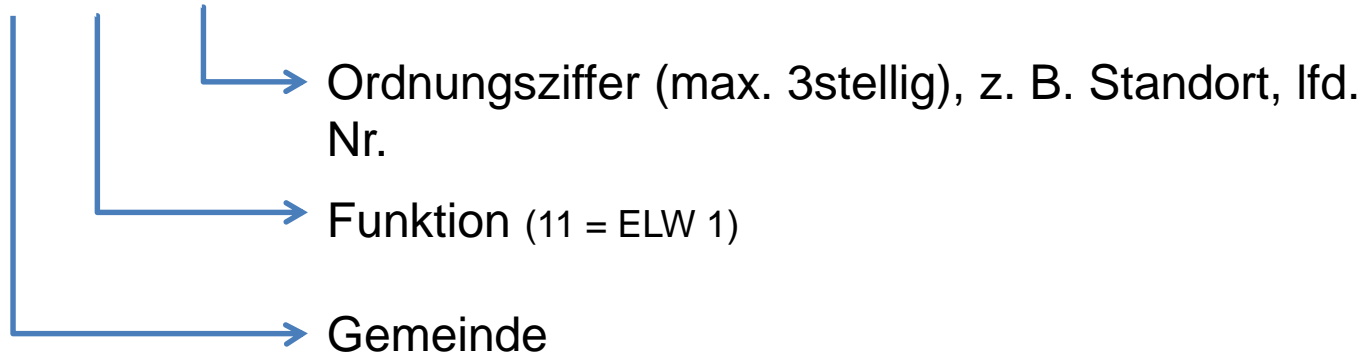 Ordnungsziffer (max. 3stellig), z. B. Standort, lfd.
Nr.
Funktion (11 = ELW 1)
Gemeinde